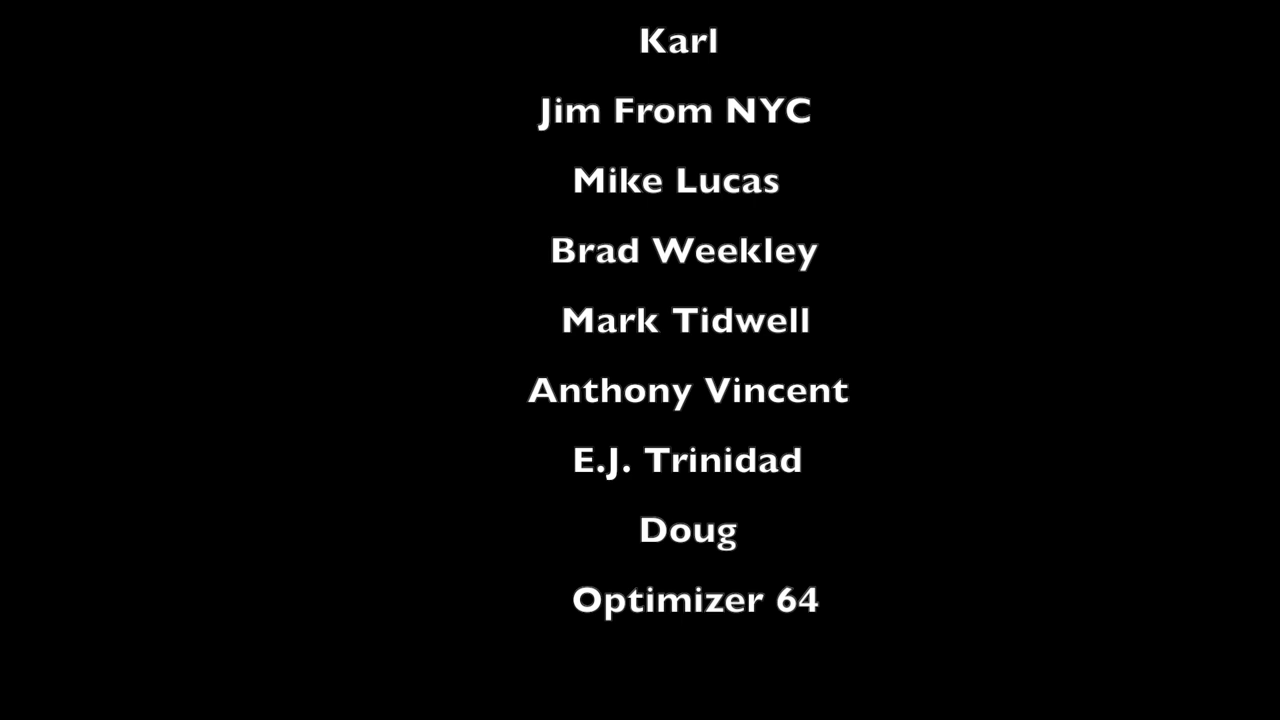 Karl
Jim From NYC
Mike Lucas
Brad Weekley
Mark Tidwell
Anthony Vincent
E.J. Trinidad
Doug
Optimizer 64